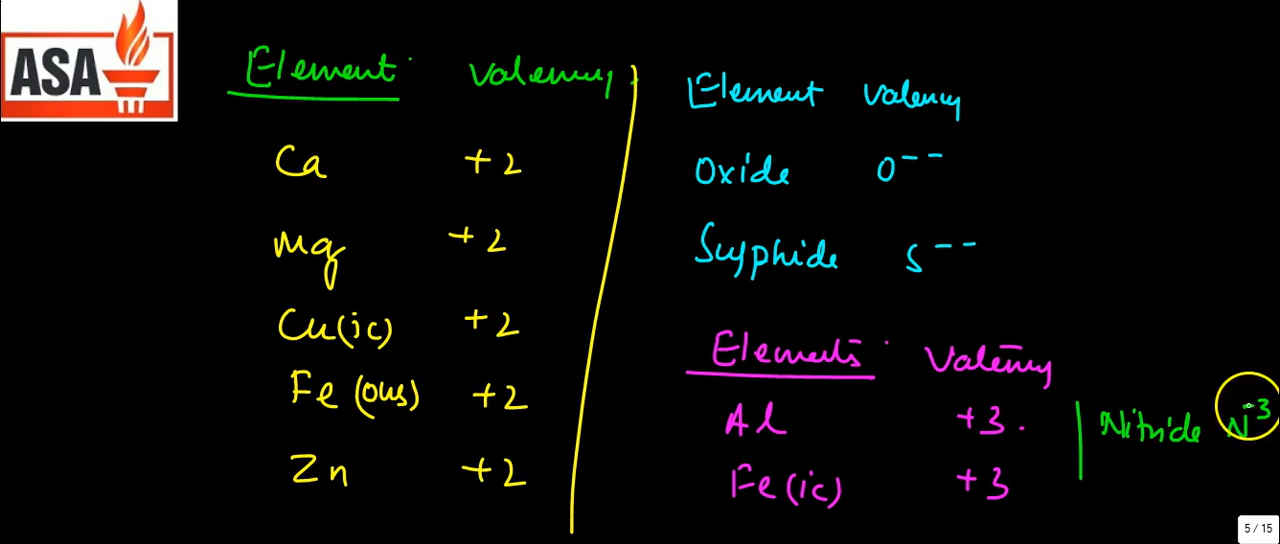 ASA
Element Valency
Ca +2
Mg +2
Cu(ic) +2
Fe (ous) +2
Zn +2
Element Valency
Oxide O--
Sulphide S--
Elements Valency
Al +3
Fe(ic) +3
Nitride N-3
5 / 15